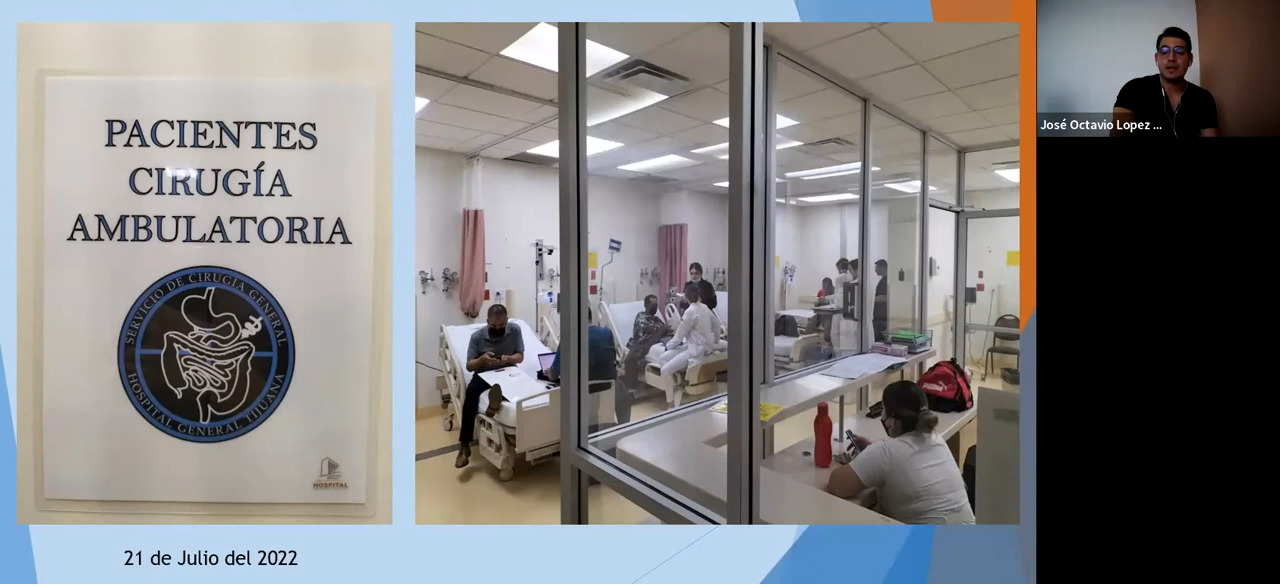 PACIENTES
CIRUGÍA
AMBULATORIA
SERVICIO DE CIRUGÍA GENERAL
HOSPITAL GENERAL TIJUANA
HOSPITAL
21 de Julio del 2022
José Octavio Lopez ...
PUMA